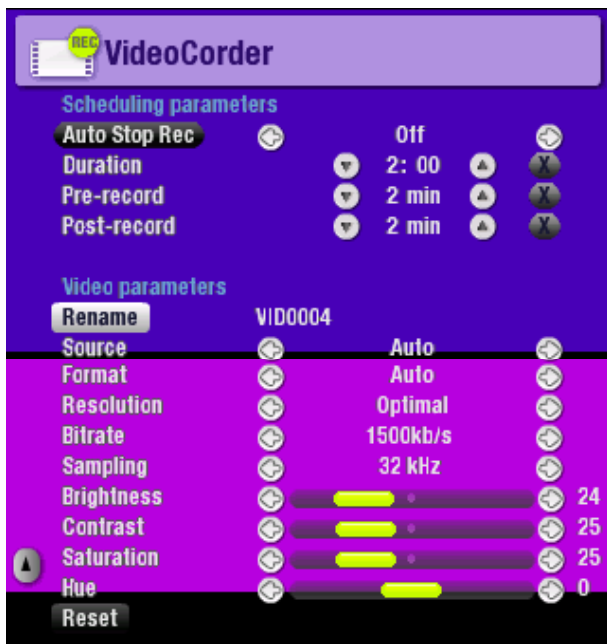 REC
VideoCorder
Scheduling parameters
Auto Stop Rec Off
Duration 2: 00 X
Pre-record 2 min X
Post-record 2 min X
Video parameters
Rename VID0004
Source Auto
Format Auto
Resolution Optimal
Bitrate 1500kb/s
Sampling 32 kHz
Brightness 24
Contrast 25
Saturation 25
Hue 0
Reset